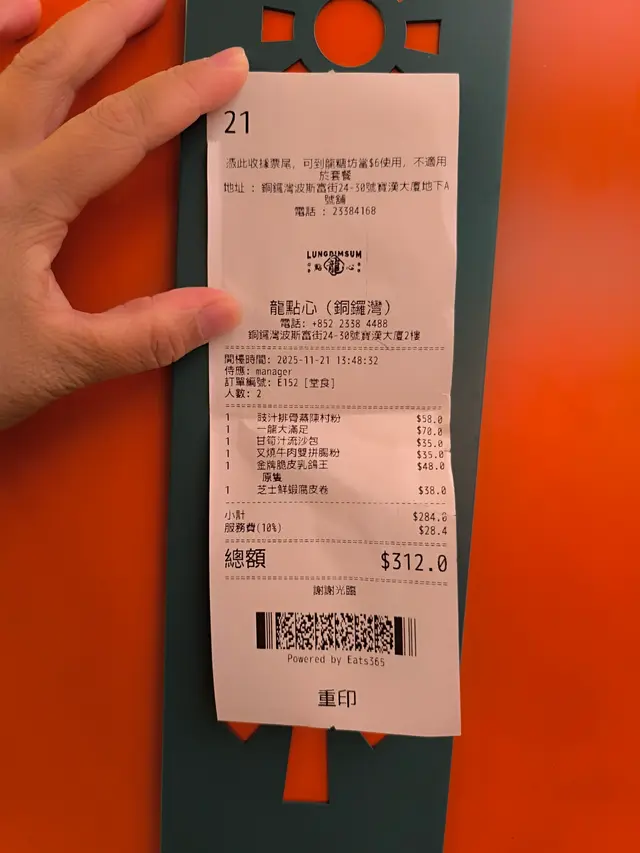 21
憑此收據票尾，可到龍糖坊當$6使用，不適用
於套餐
地址 : 銅鑼灣波斯富街24-30號寶漢大廈地下A
號舖
電話 : 23384168
LUNGDIMSUM
點 龍 心
龍點心（銅鑼灣）
電話: +852 2338 4488
銅鑼灣波斯富街24-30號寶漢大廈2樓
開檯時間: 2025-11-21 13:48:32
侍應: manager
訂單編號: E152 [堂食]
人數: 2
1 豉汁排骨蒸陳村粉 $58.0
1 一龍大滿足 $70.0
1 甘筍汁流沙包 $35.0
1 叉燒牛肉雙拼腸粉 $35.0
1 金牌脆皮乳鴿王 $48.0
原隻
1 芝士鮮蝦腐皮卷 $38.0
小計 $284.0
服務費(10%) $28.4
總額 $312.0
謝謝光臨
Powered by Eats365
重印